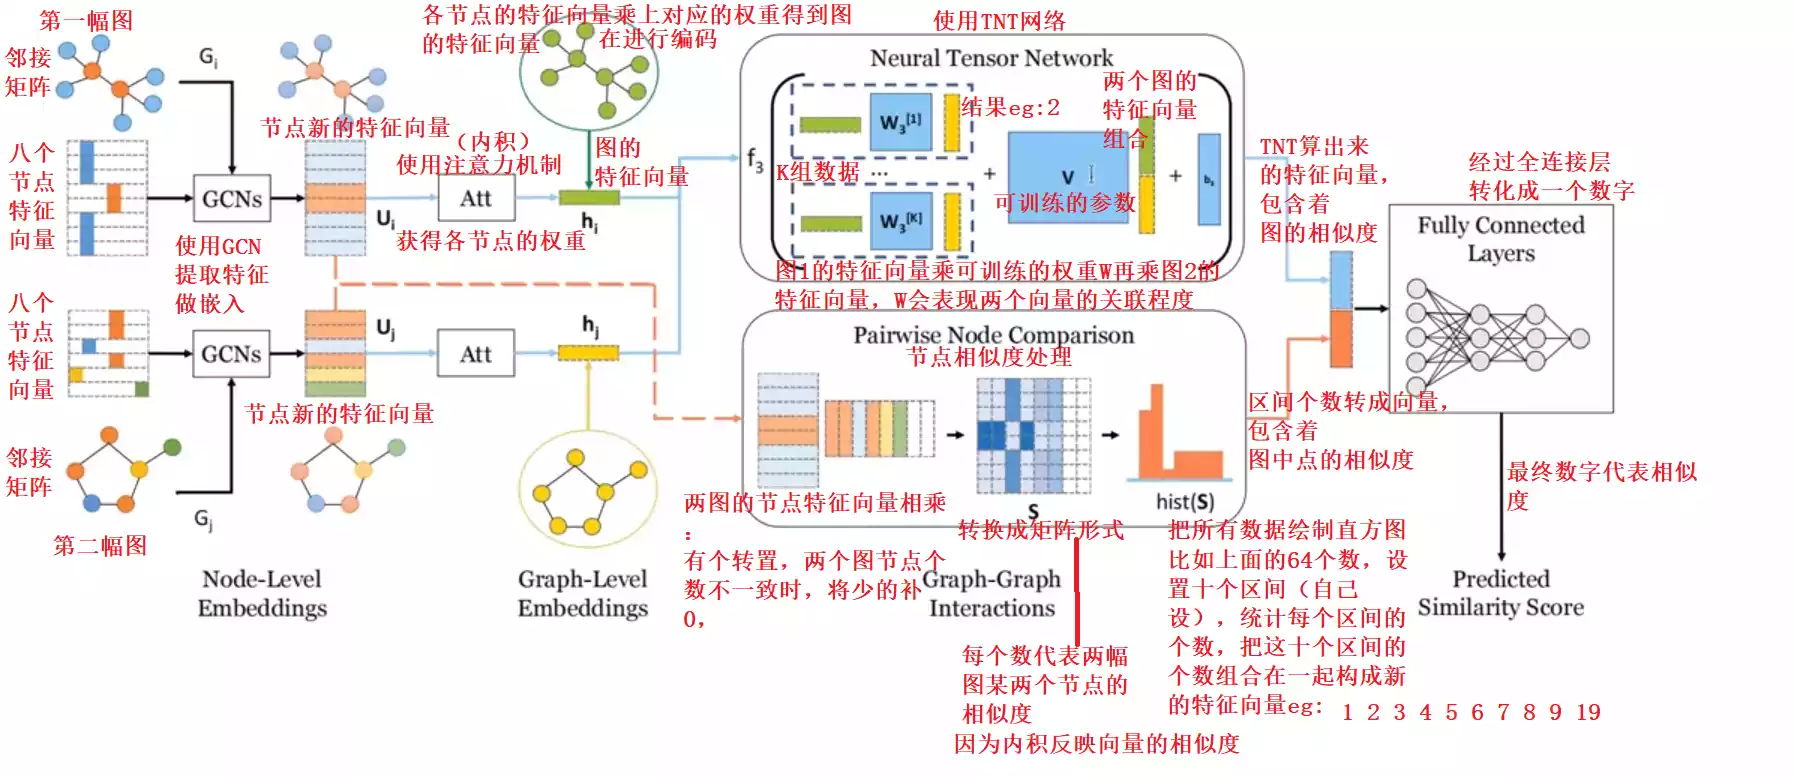 第一幅图
邻接
矩阵
G_i
八个
节点
特征
向量
GCNs
使用GCN
提取特征
做嵌入
节点新的特征向量
U_i
（内积）
使用注意力机制
Att
获得各节点的权重
各节点的特征向量乘上对应的权重得到图
的特征向量
在进行编码
图的
特征向量
h_i
八个
节点
特征
向量
GCNs
U_j
节点新的特征向量
Att
h_j
邻接
矩阵
G_j
第二幅图
Node-Level
Embeddings
Graph-Level
Embeddings
使用TNT网络
Neural Tensor Network
f_3
W_3^[1]
结果eg:2
K组数据
...
W_3^[K]
+
V
可训练的参数
两个图的
特征向量
组合
+
b_3
图1的特征向量乘可训练的权重W再乘图2的
特征向量，W会表现两个向量的关联程度
Pairwise Node Comparison
节点相似度处理
S
hist(S)
两图的节点特征向量相乘
：
有个转置，两个图节点个
数不一致时，将少的补
0，
转换成矩阵形式
Graph-Graph
Interactions
每个数代表两幅
图某两个节点的
相似度
因为内积反映向量的相似度
把所有数据绘制直方图
比如上面的64个数，设
置十个区间（自己
设），统计每个区间的
个数，把这十个区间的
个数组合在一起构成新
的特征向量eg: 1 2 3 4 5 6 7 8 9 19
TNT算出来
的特征向量，
包含着
图的相似度
区间个数转成向量，
包含着
图中点的相似度
经过全连接层
转化成一个数字
Fully Connected
Layers
最终数字代表相似
度
Predicted
Similarity Score